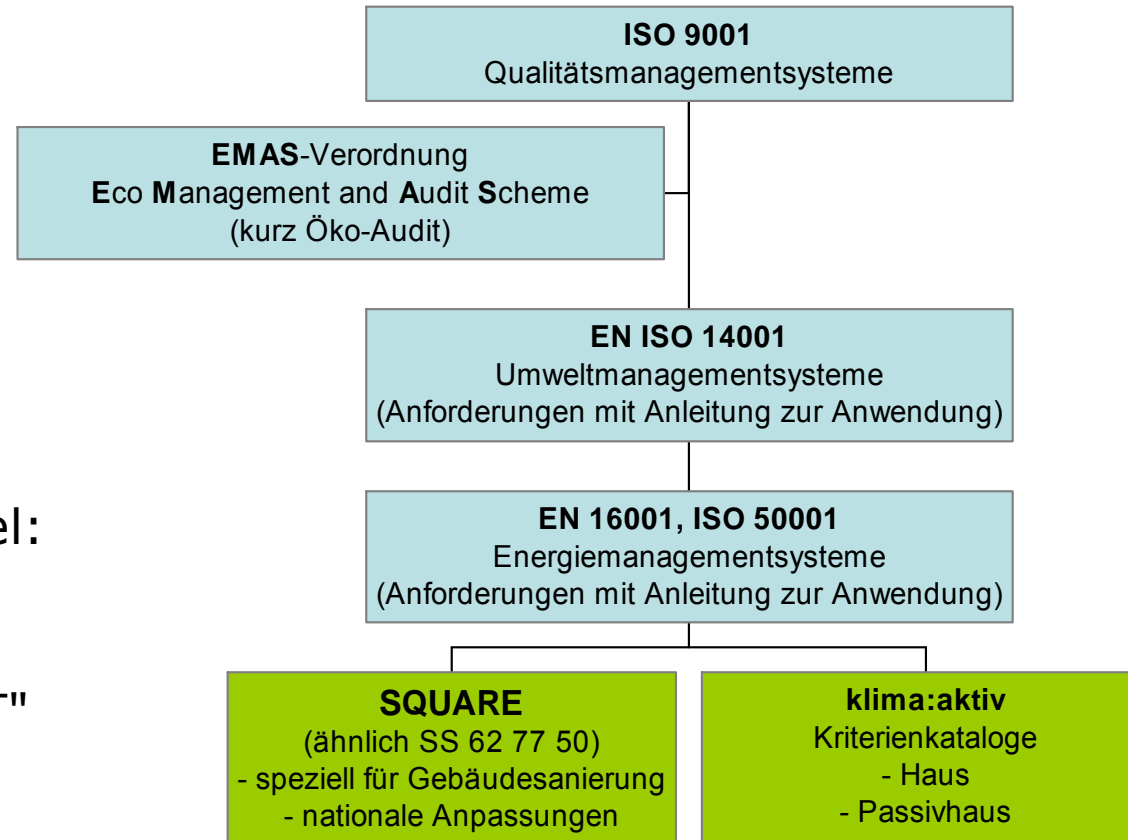 ISO 9001
Qualitätsmanagementsysteme
EMAS-Verordnung
Eco Management and Audit Scheme
(kurz Öko-Audit)
EN ISO 14001
Umweltmanagementsysteme
(Anforderungen mit Anleitung zur Anwendung)
el:
EN 16001, ISO 50001
Energiemanagementsysteme
(Anforderungen mit Anleitung zur Anwendung)
"
SQUARE
(ähnlich SS 62 77 50)
- speziell für Gebäudesanierung
- nationale Anpassungen
klima:aktiv
Kriterienkataloge
- Haus
- Passivhaus